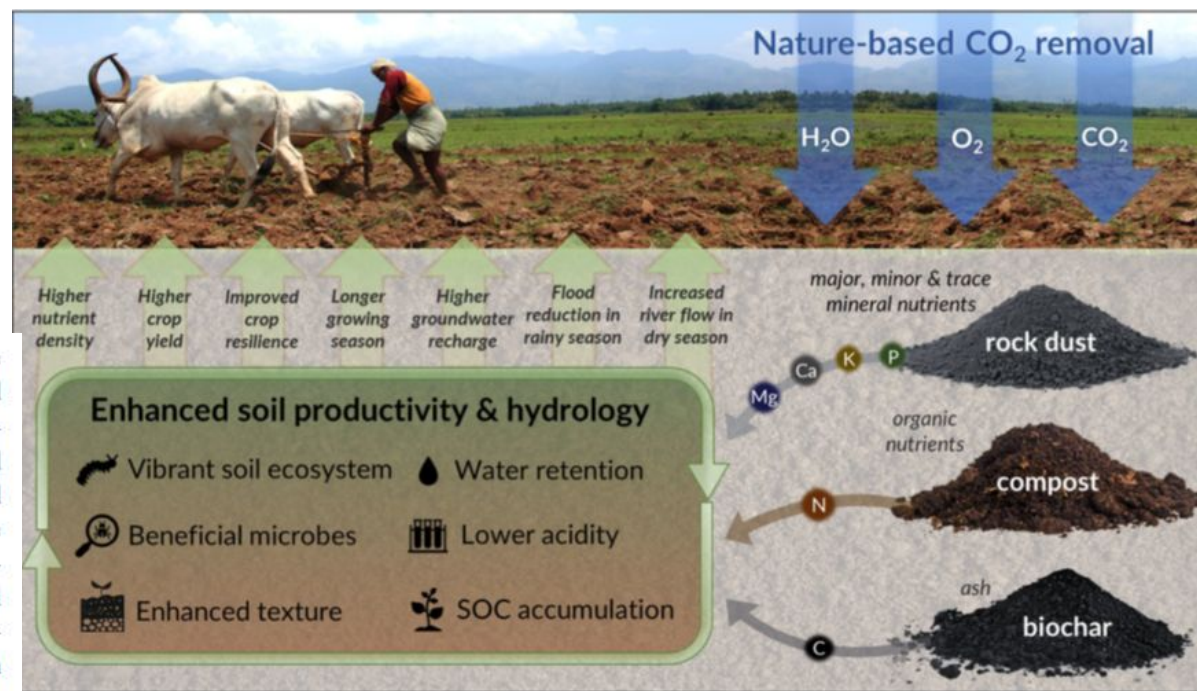 Nature-based CO₂ removal
H₂O
O₂
CO₂
Higher
nutrient
density
Higher
crop
yield
Improved
crop
resilience
Longer
growing
season
Higher
groundwater
recharge
Flood
reduction in
rainy season
Increased
river flow in
dry season
major, minor & trace
mineral nutrients
rock dust
P
K
Ca
Mg
Enhanced soil productivity & hydrology
Vibrant soil ecosystem
Water retention
Beneficial microbes
Lower acidity
Enhanced texture
SOC accumulation
organic
nutrients
compost
N
ash
biochar
C